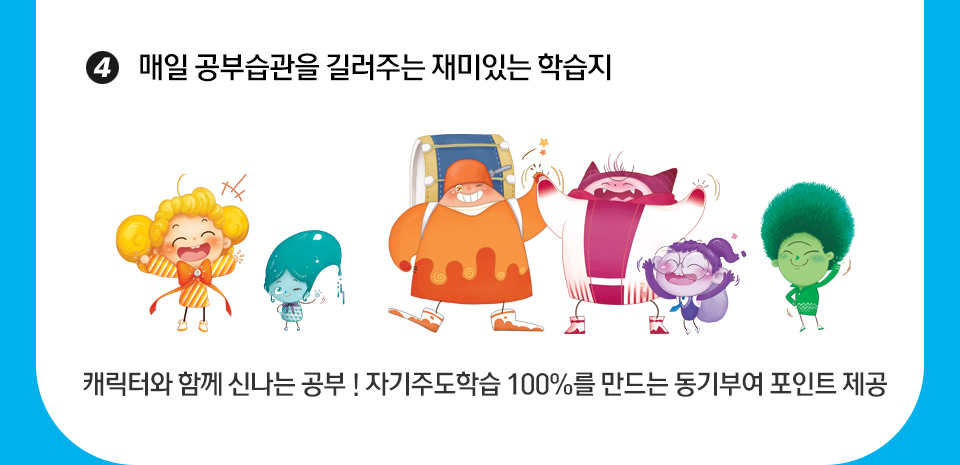 4 매일 공부습관을 길러주는 재미있는 학습지
캐릭터와 함께 신나는 공부 ! 자기주도학습 100%를 만드는 동기부여 포인트 제공